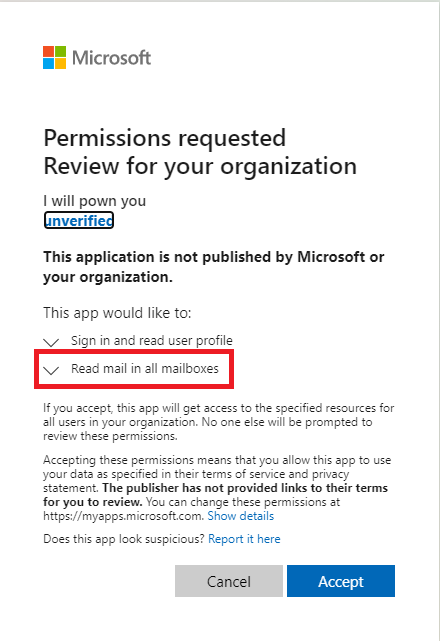 Microsoft
Permissions requested
Review for your organization
I will pown you
unverified
This application is not published by Microsoft or
your organization.
This app would like to:
Sign in and read user profile
Read mail in all mailboxes
If you accept, this app will get access to the specified resources for
all users in your organization. No one else will be prompted to
review these permissions.
Accepting these permissions means that you allow this app to use
your data as specified in their terms of service and privacy
statement. The publisher has not provided links to their terms
for you to review. You can change these permissions at
https://myapps.microsoft.com. Show details
Does this app look suspicious? Report it here
Cancel Accept